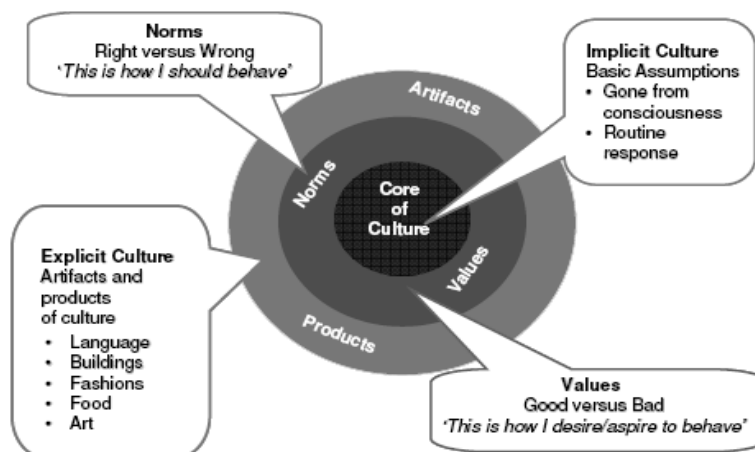 Norms
Right versus Wrong
'This is how I should behave'
Implicit Culture
Basic Assumptions
• Gone from
consciousness
• Routine
response
Artifacts
Norms
Core
of
Culture
Values
Products
Explicit Culture
Artifacts and
products
of culture
• Language
• Buildings
• Fashions
• Food
• Art
Values
Good versus Bad
'This is how I desire/aspire to behave'